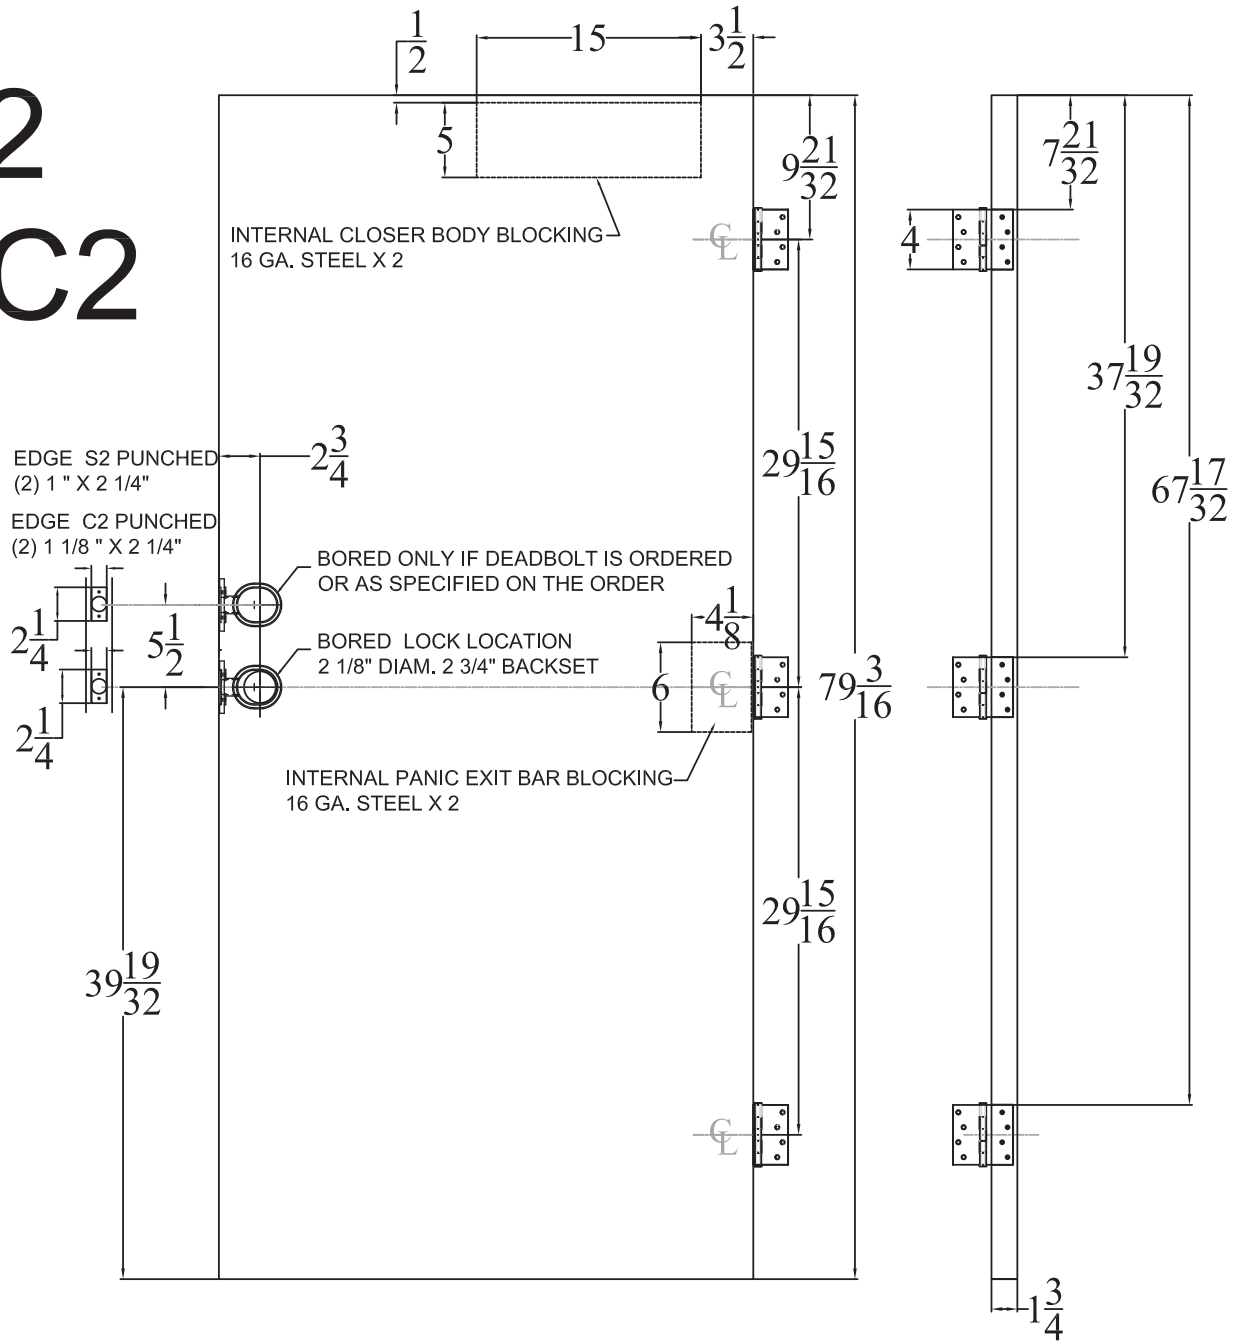 2
C2
1/2
15
3 1/2
5
9 21/32
7 21/32
INTERNAL CLOSER BODY BLOCKING
16 GA. STEEL X 2
CL
4
37 19/32
EDGE S2 PUNCHED
(2) 1 " X 2 1/4"
2 3/4
29 15/16
67 17/32
EDGE C2 PUNCHED
(2) 1 1/8 " X 2 1/4"
BORED ONLY IF DEADBOLT IS ORDERED
OR AS SPECIFIED ON THE ORDER
2 1/4
5 1/2
4 1/8
BORED LOCK LOCATION
2 1/8" DIAM. 2 3/4" BACKSET
6
CL
79 3/16
2 1/4
INTERNAL PANIC EXIT BAR BLOCKING
16 GA. STEEL X 2
29 15/16
39 19/32
CL
1 3/4